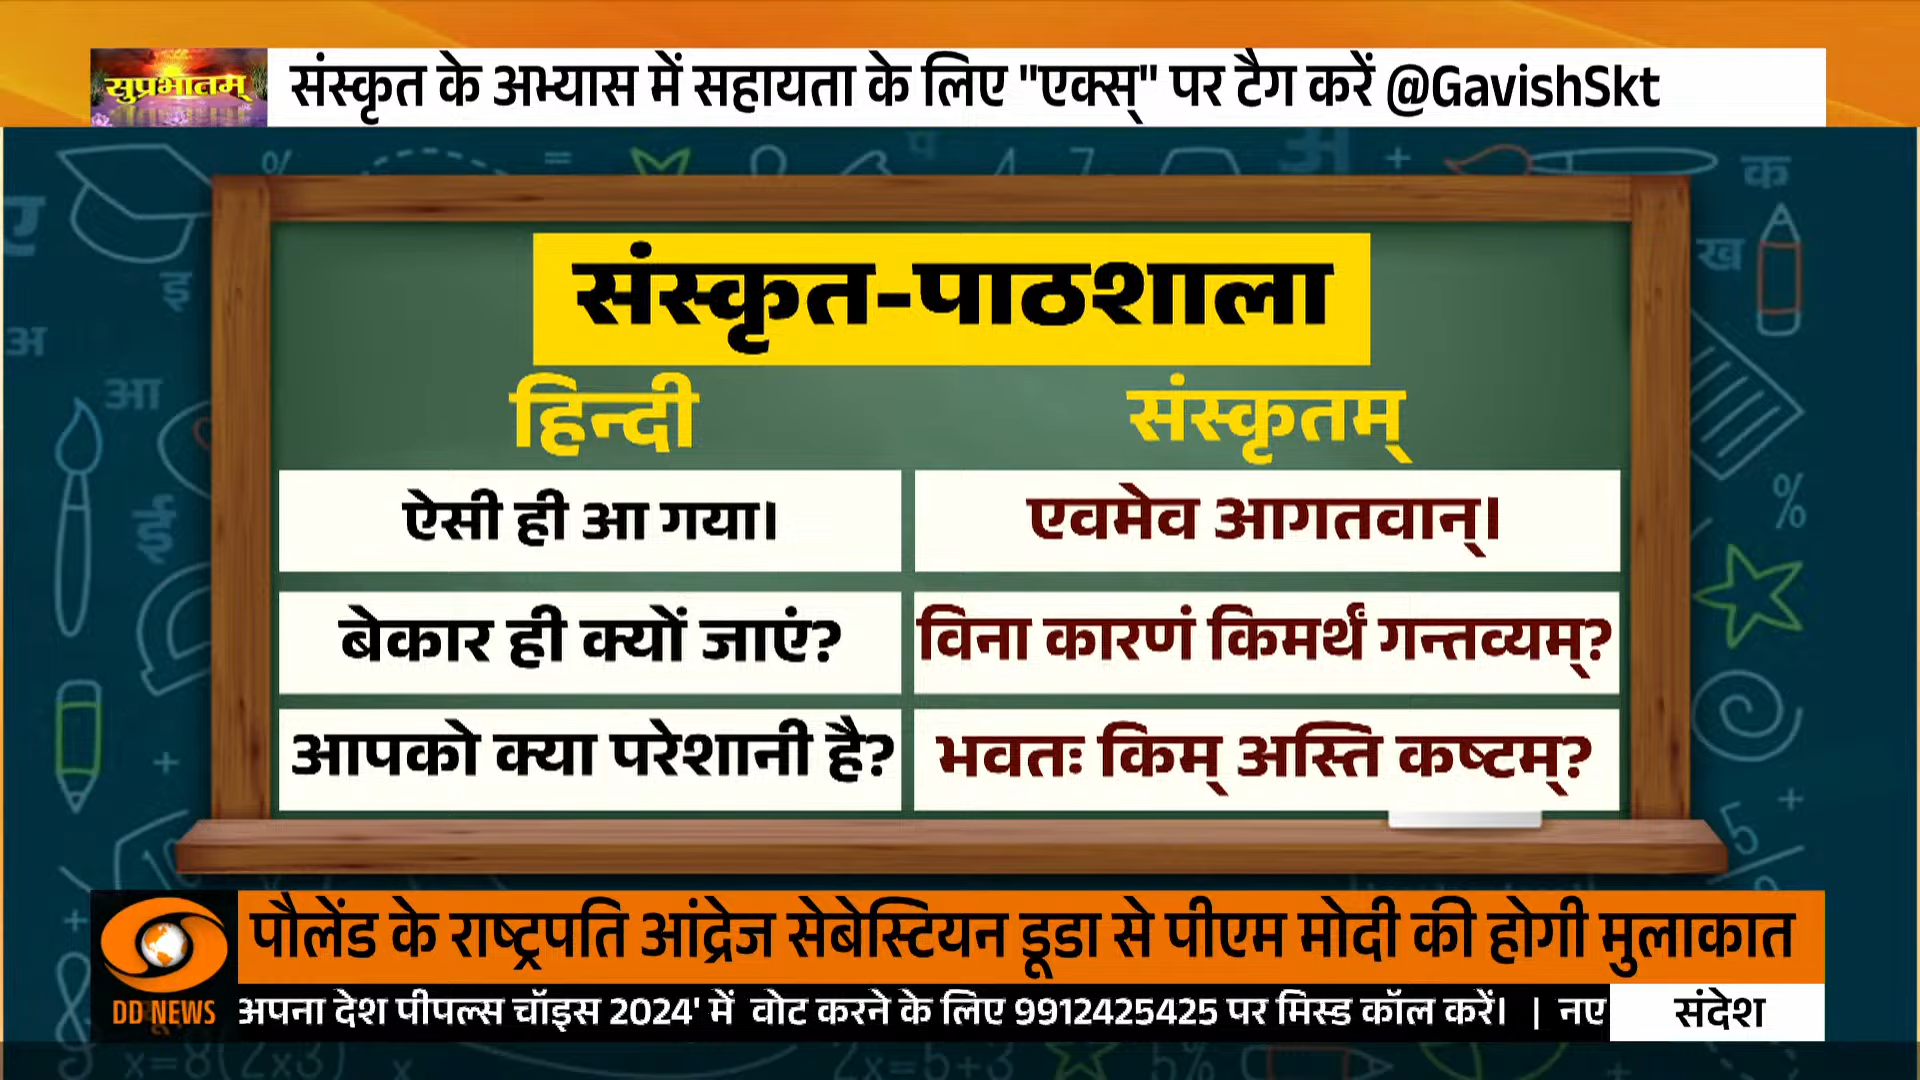 सुप्रभातम्
संस्कृत के अभ्यास में सहायता के लिए "एक्स्" पर टैग करें @GavishSkt
संस्कृत-पाठशाला
हिन्दी
संस्कृतम्
ऐसी ही आ गया।
एवमेव आगतवान्।
बेकार ही क्यों जाएं?
विना कारणं किमर्थं गन्तव्यम्?
आपको क्या परेशानी है?
भवतः किम् अस्ति कष्टम्?
पौलेंड के राष्ट्रपति आंद्रेज सेबेस्टियन डूडा से पीएम मोदी की होगी मुलाकात
DD NEWS
अपना देश पीपल्स चॉइस 2024' में वोट करने के लिए 9912425425 पर मिस्ड कॉल करें। | नए
संदेश